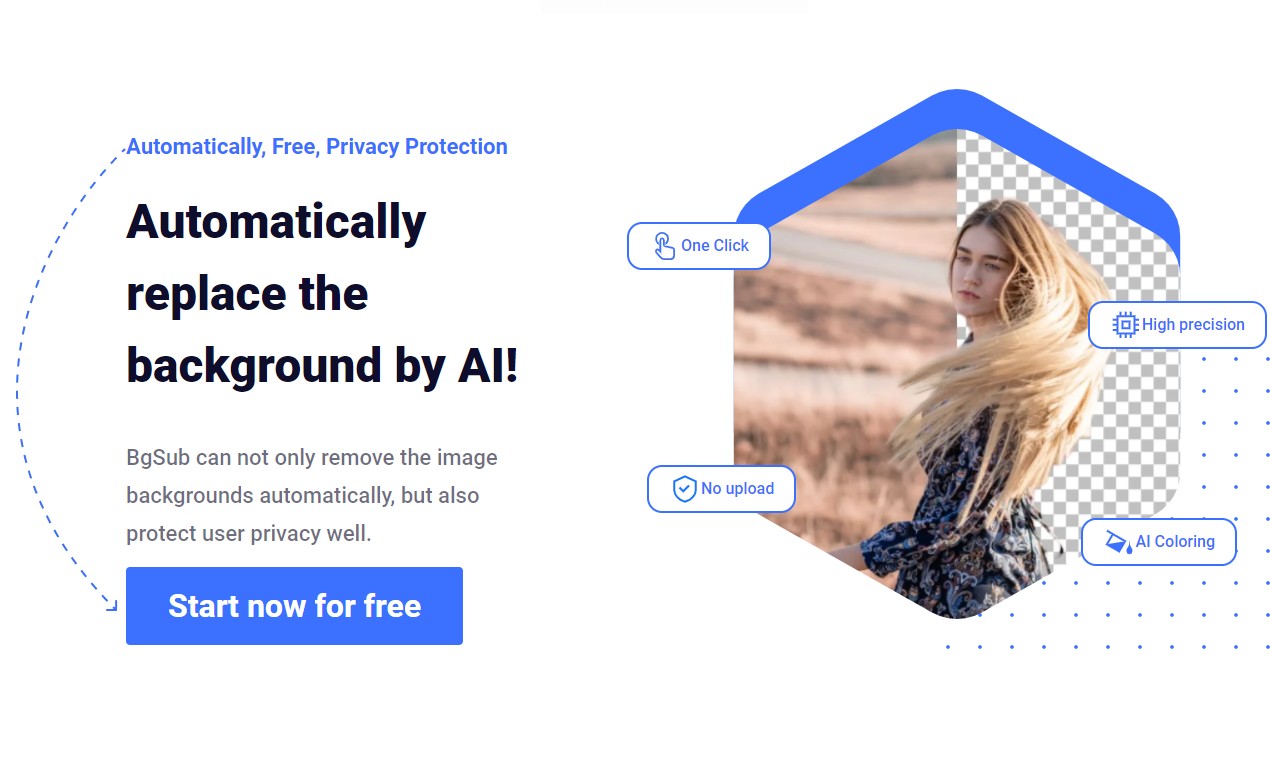 Automatically, Free, Privacy Protection
Automatically
replace the
background by AI!
BgSub can not only remove the image
backgrounds automatically, but also
protect user privacy well.
Start now for free
One Click
High precision
No upload
AI Coloring